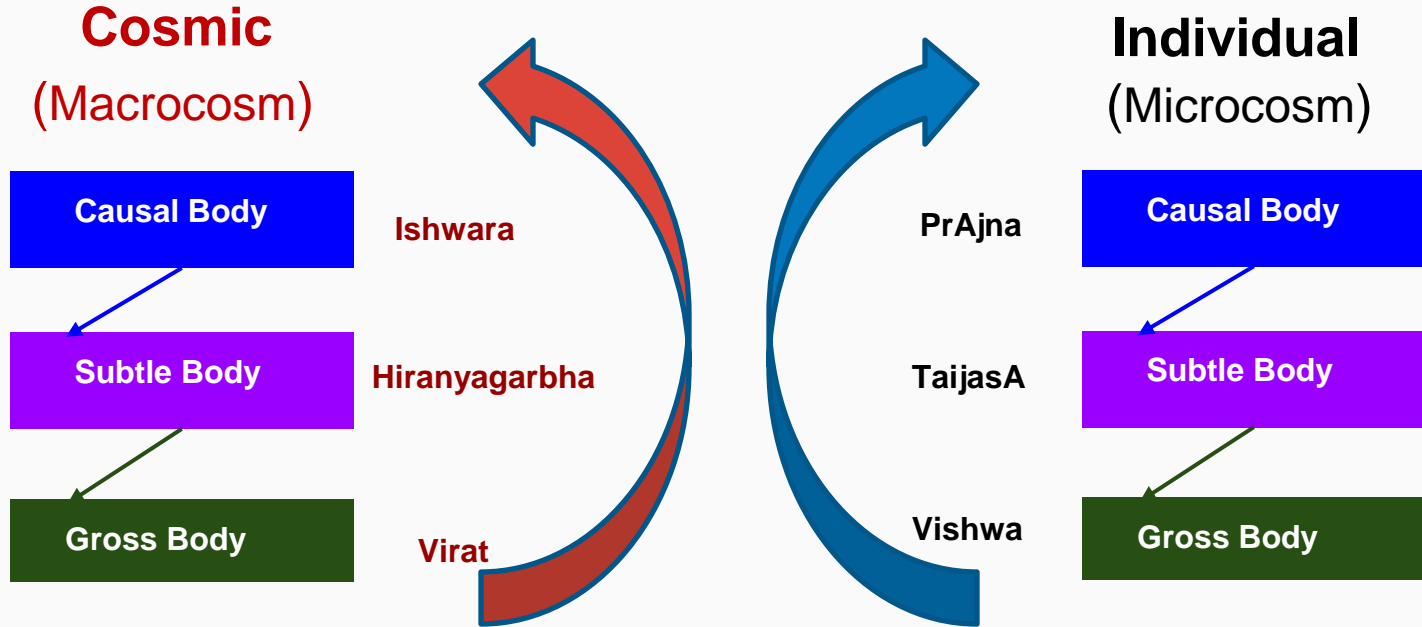 Cosmic
(Macrocosm)
Individual
(Microcosm)
Causal Body
Ishwara
PrAjna
Causal Body
Subtle Body
Hiranyagarbha
TaijasA
Subtle Body
Gross Body
Virat
Vishwa
Gross Body